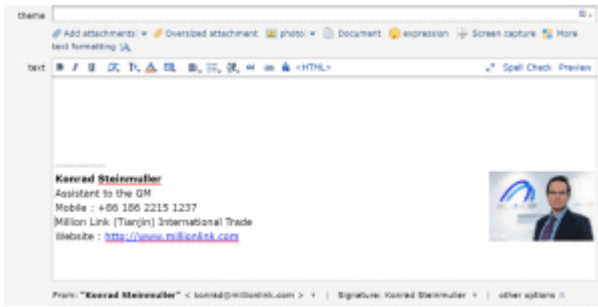 theme
Add attachments Oversized attachment photo Document expression Screen capture More
text formatting
text B I U <HTML> Spell Check Preview
Konrad Steinmuller
Assistant to the GM
Mobile : +86 186 2215 1237
Million Link (Tianjin) International Trade
Website : http://www.millionlink.com
From: "Konrad Steinmuller" < konrad@millionlink.com > | Signature: Konrad Steinmuller | other options